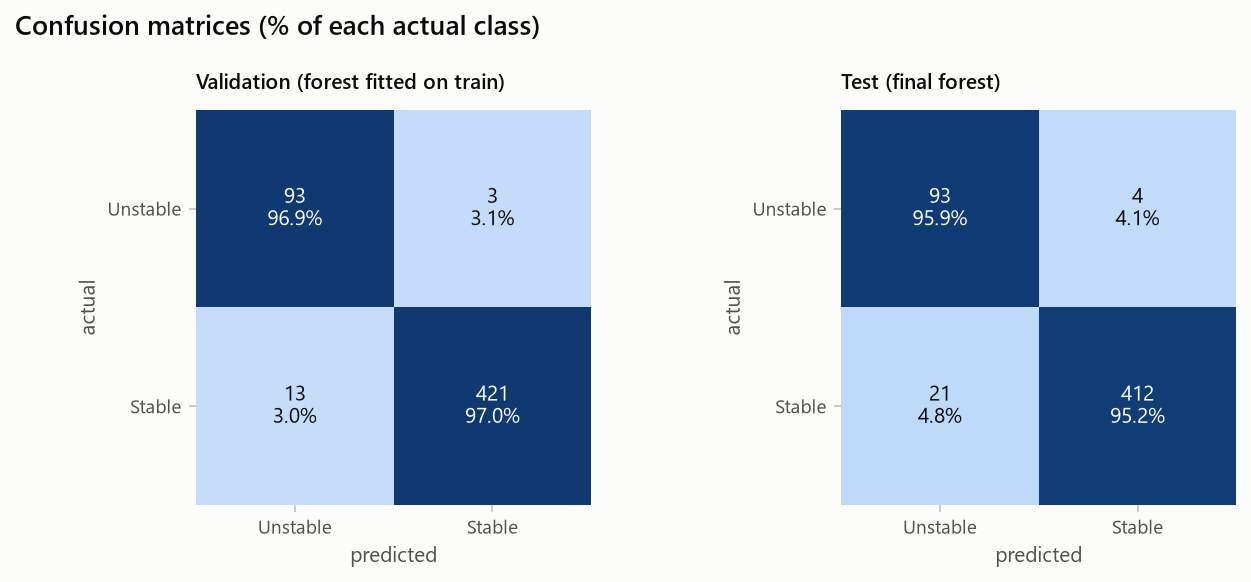 Confusion matrices (% of each actual class)
Validation (forest fitted on train)
Unstable
93
96.9%
3
3.1%
Stable
13
3.0%
421
97.0%
actual
Unstable
Stable
predicted
Test (final forest)
Unstable
93
95.9%
4
4.1%
Stable
21
4.8%
412
95.2%
actual
Unstable
Stable
predicted